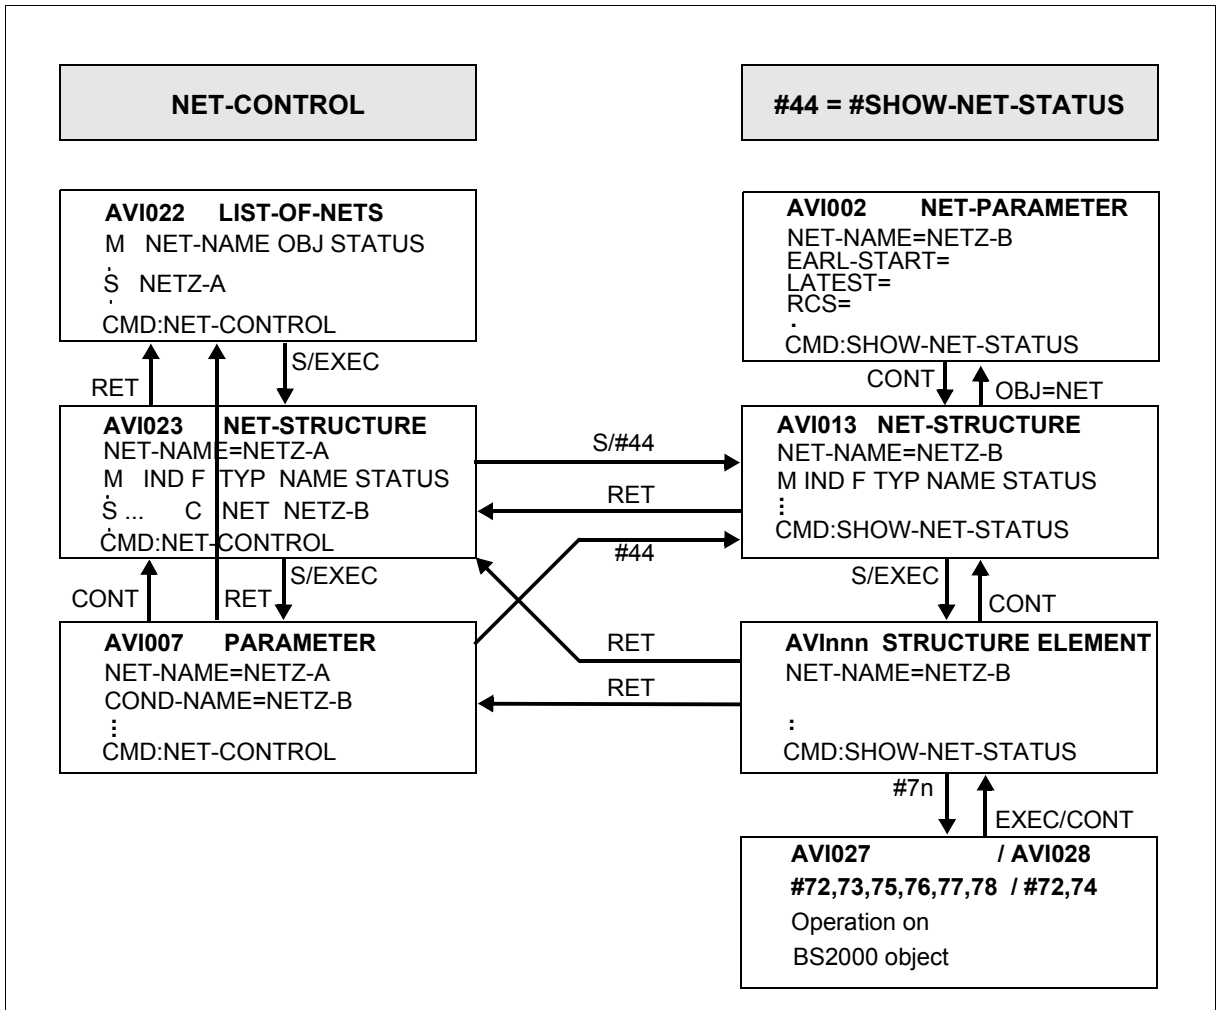 NET-CONTROL
#44 = #SHOW-NET-STATUS
AVI022 LIST-OF-NETS
M NET-NAME OBJ STATUS
:
S NETZ-A
.
CMD:NET-CONTROL
AVI002 NET-PARAMETER
NET-NAME=NETZ-B
EARL-START=
LATEST=
RCS=
.
CMD:SHOW-NET-STATUS
RET
S/EXEC
CONT
OBJ=NET
AVI023 NET-STRUCTURE
NET-NAME=NETZ-A
M IND F TYP NAME STATUS
:
S ... C NET NETZ-B
.
CMD:NET-CONTROL
S/#44
RET
#44
AVI013 NET-STRUCTURE
NET-NAME=NETZ-B
M IND F TYP NAME STATUS
:
CMD:SHOW-NET-STATUS
CONT
RET
S/EXEC
S/EXEC
CONT
AVI007 PARAMETER
NET-NAME=NETZ-A
COND-NAME=NETZ-B
:
CMD:NET-CONTROL
RET
RET
AVInnn STRUCTURE ELEMENT
NET-NAME=NETZ-B
:
CMD:SHOW-NET-STATUS
#7n
EXEC/CONT
AVI027 / AVI028
#72,73,75,76,77,78 / #72,74
Operation on
BS2000 object